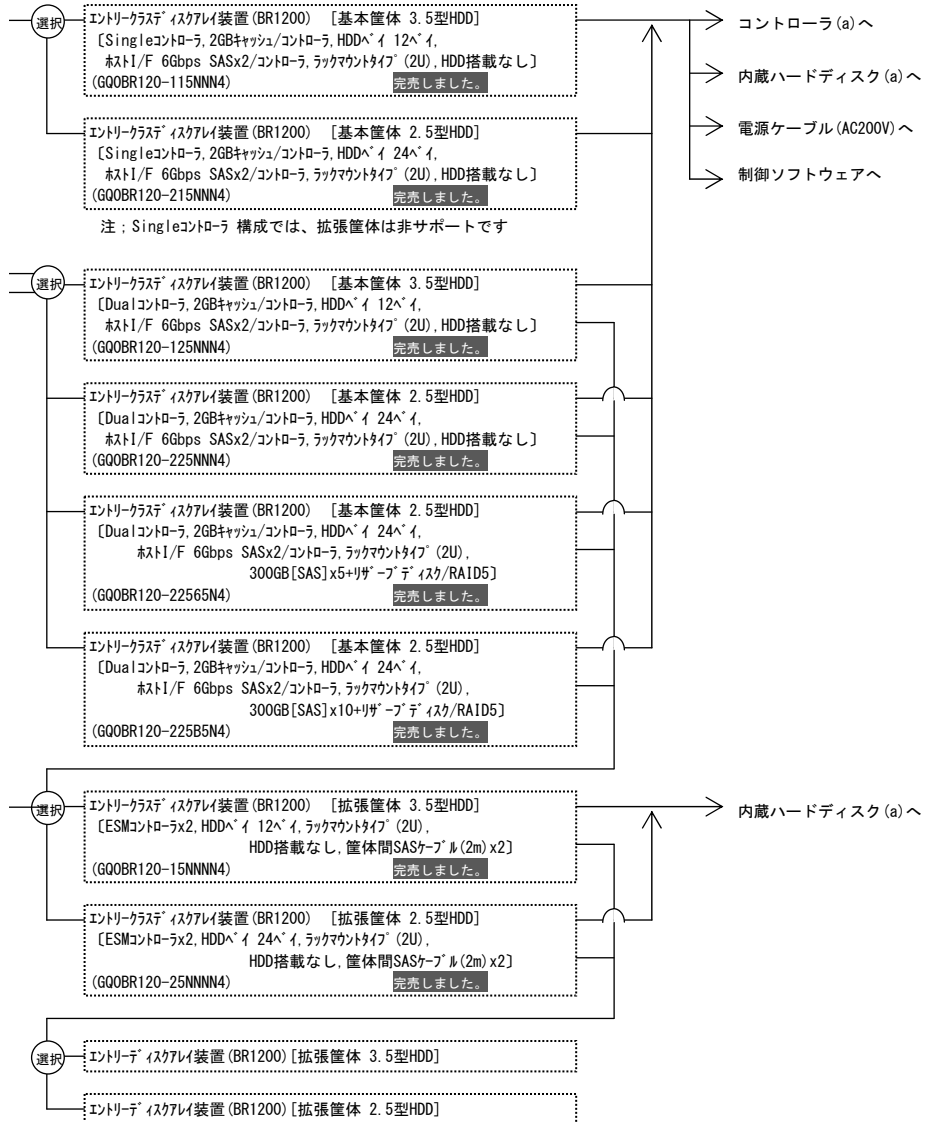 選択
エントリークラスディスクアレイ装置(BR1200) [基本筐体 3.5型HDD]
〔Singleコントローラ,2GBキャッシュ/コントローラ,HDDベイ 12ベイ,
ホストI/F 6Gbps SASx2/コントローラ,ラックマウントタイプ(2U),HDD搭載なし〕
(GQOBR120-115NNN4) 完売しました。
エントリークラスディスクアレイ装置(BR1200) [基本筐体 2.5型HDD]
〔Singleコントローラ,2GBキャッシュ/コントローラ,HDDベイ 24ベイ,
ホストI/F 6Gbps SASx2/コントローラ,ラックマウントタイプ(2U),HDD搭載なし〕
(GQOBR120-215NNN4) 完売しました。
注；Singleコントローラ 構成では、拡張筐体は非サポートです
コントローラ(a)へ
内蔵ハードディスク(a)へ
電源ケーブル(AC200V)へ
制御ソフトウェアへ
選択
エントリークラスディスクアレイ装置(BR1200) [基本筐体 3.5型HDD]
〔Dualコントローラ,2GBキャッシュ/コントローラ,HDDベイ 12ベイ,
ホストI/F 6Gbps SASx2/コントローラ,ラックマウントタイプ(2U),HDD搭載なし〕
(GQOBR120-125NNN4) 完売しました。
エントリークラスディスクアレイ装置(BR1200) [基本筐体 2.5型HDD]
〔Dualコントローラ,2GBキャッシュ/コントローラ,HDDベイ 24ベイ,
ホストI/F 6Gbps SASx2/コントローラ,ラックマウントタイプ(2U),HDD搭載なし〕
(GQOBR120-225NNN4) 完売しました。
エントリークラスディスクアレイ装置(BR1200) [基本筐体 2.5型HDD]
〔Dualコントローラ,2GBキャッシュ/コントローラ,HDDベイ 24ベイ,
ホストI/F 6Gbps SASx2/コントローラ,ラックマウントタイプ(2U),
300GB[SAS]x5+リザーブディスク/RAID5〕
(GQOBR120-22565N4) 完売しました。
エントリークラスディスクアレイ装置(BR1200) [基本筐体 2.5型HDD]
〔Dualコントローラ,2GBキャッシュ/コントローラ,HDDベイ 24ベイ,
ホストI/F 6Gbps SASx2/コントローラ,ラックマウントタイプ(2U),
300GB[SAS]x10+リザーブディスク/RAID5〕
(GQOBR120-225B5N4) 完売しました。
選択
エントリークラスディスクアレイ装置(BR1200) [拡張筐体 3.5型HDD]
〔ESMコントローラx2,HDDベイ 12ベイ,ラックマウントタイプ(2U),
HDD搭載なし,筐体間SASケーブル(2m)x2〕
(GQOBR120-15NNNN4) 完売しました。
内蔵ハードディスク(a)へ
エントリークラスディスクアレイ装置(BR1200) [拡張筐体 2.5型HDD]
〔ESMコントローラx2,HDDベイ 24ベイ,ラックマウントタイプ(2U),
HDD搭載なし,筐体間SASケーブル(2m)x2〕
(GQOBR120-25NNNN4) 完売しました。
選択
エントリーディスクアレイ装置(BR1200)[拡張筐体 3.5型HDD]
エントリーディスクアレイ装置(BR1200)[拡張筐体 2.5型HDD]